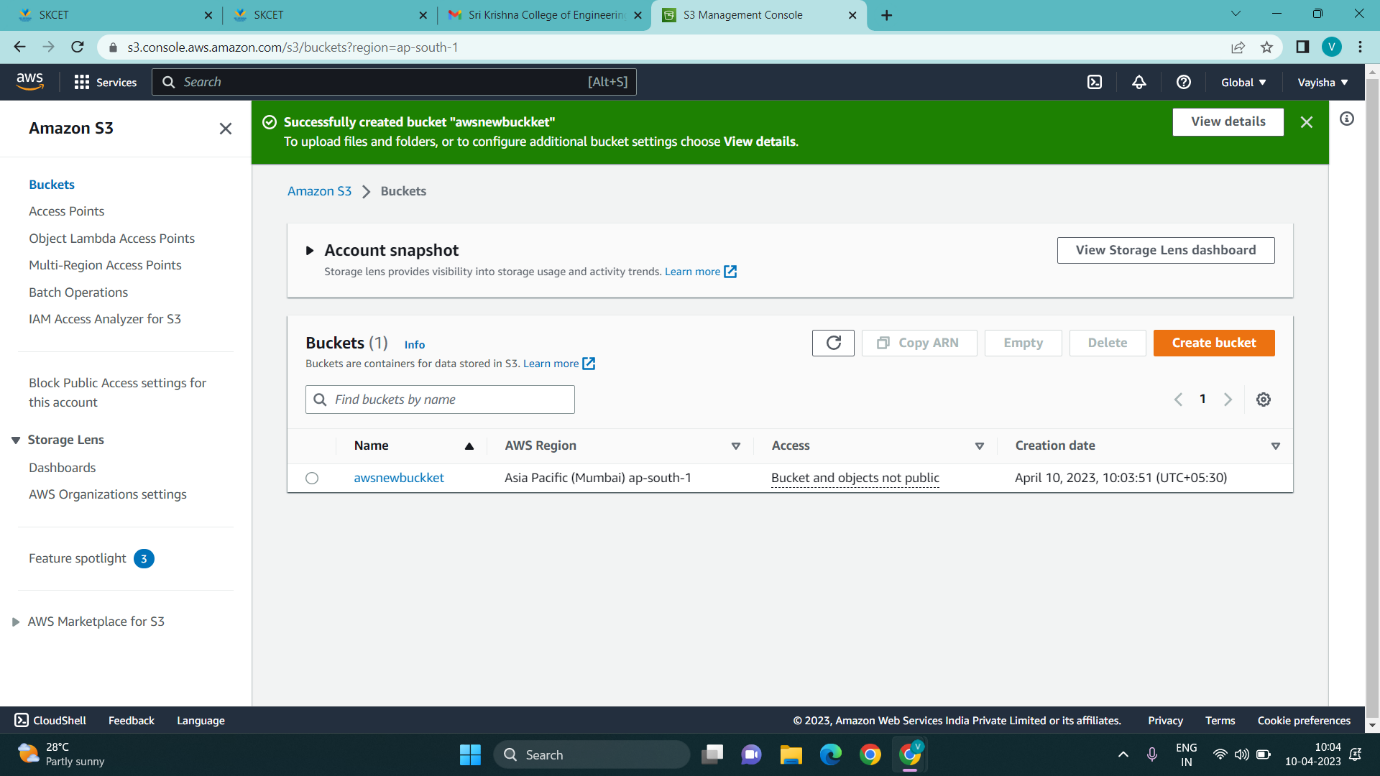 SKCET
SKCET
Sri Krishna College of Engineerin
S3 Management Console
s3.console.aws.amazon.com/s3/buckets?region=ap-south-1
V
aws
Services
Search
[Alt+S]
Global
Vayisha
Amazon S3
Buckets
Access Points
Object Lambda Access Points
Multi-Region Access Points
Batch Operations
IAM Access Analyzer for S3
Block Public Access settings for
this account
Storage Lens
Dashboards
AWS Organizations settings
Feature spotlight 3
AWS Marketplace for S3
Successfully created bucket "awsnewbuckket"
To upload files and folders, or to configure additional bucket settings choose View details.
View details
Amazon S3 > Buckets
Account snapshot
Storage lens provides visibility into storage usage and activity trends. Learn more
View Storage Lens dashboard
Buckets (1) Info
Buckets are containers for data stored in S3. Learn more
Copy ARN
Empty
Delete
Create bucket
Find buckets by name
1
Name AWS Region Access Creation date
awsnewbuckket Asia Pacific (Mumbai) ap-south-1 Bucket and objects not public April 10, 2023, 10:03:51 (UTC+05:30)
CloudShell Feedback Language
© 2023, Amazon Web Services India Private Limited or its affiliates. Privacy Terms Cookie preferences
28°C
Partly sunny
Search
V
ENG
IN
10:04
10-04-2023